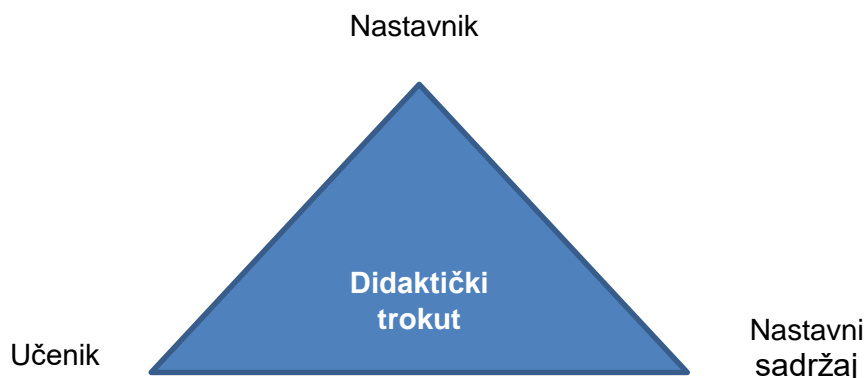 Nastavnik
Didaktički
trokut
Učenik
Nastavni
sadržaj